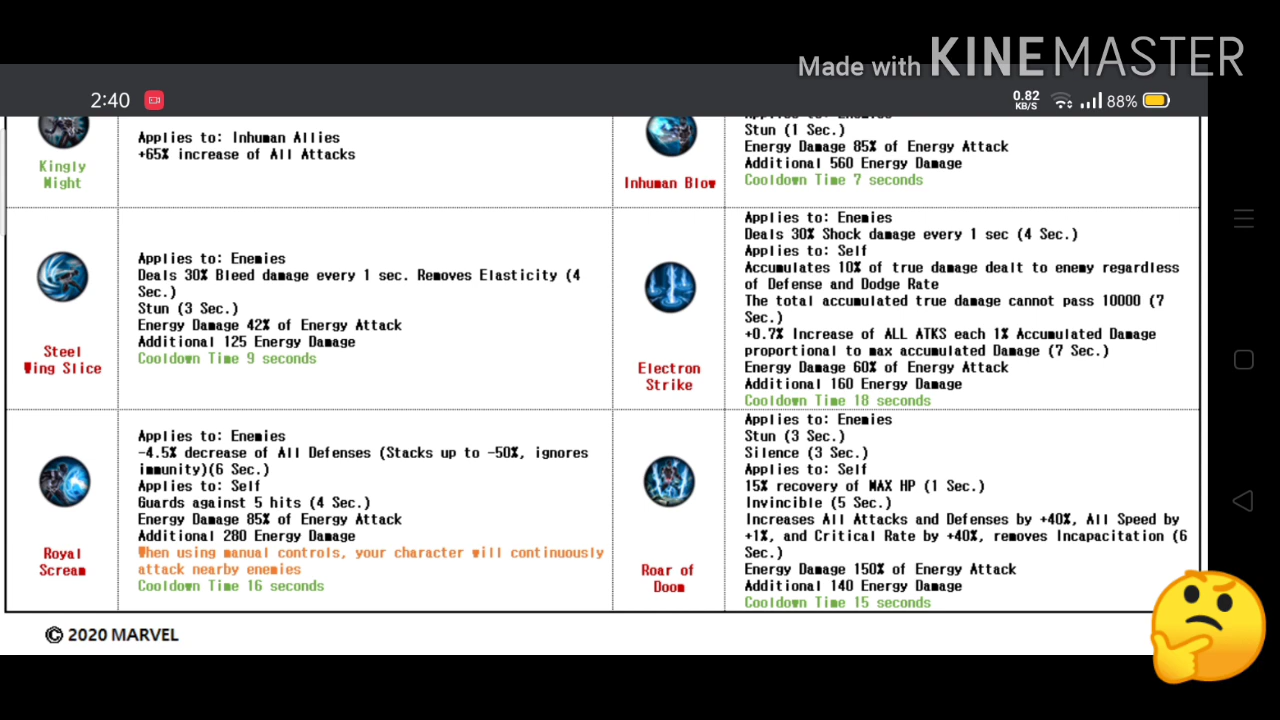 Made with KINEMASTER
2:40
0.82
KB/S
88%
Kingly
Might
Applies to: Inhuman Allies
+65% increase of All Attacks
Inhuman Blow
Applies to: Enemies
Stun (1 Sec.)
Energy Damage 85% of Energy Attack
Additional 560 Energy Damage
Cooldown Time 7 seconds
Steel
Wing Slice
Applies to: Enemies
Deals 30% Bleed damage every 1 sec. Removes Elasticity (4
Sec.)
Stun (3 Sec.)
Energy Damage 42% of Energy Attack
Additional 125 Energy Damage
Cooldown Time 9 seconds
Electron
Strike
Applies to: Enemies
Deals 30% Shock damage every 1 sec (4 Sec.)
Applies to: Self
Accumulates 10% of true damage dealt to enemy regardless
of Defense and Dodge Rate
The total accumulated true damage cannot pass 10000 (7
Sec.)
+0.7% Increase of ALL ATKS each 1% Accumulated Damage
proportional to max accumulated Damage (7 Sec.)
Energy Damage 60% of Energy Attack
Additional 160 Energy Damage
Cooldown Time 18 seconds
Royal
Scream
Applies to: Enemies
-4.5% decrease of All Defenses (Stacks up to -50%, ignores
immunity)(6 Sec.)
Applies to: Self
Guards against 5 hits (4 Sec.)
Energy Damage 85% of Energy Attack
Additional 280 Energy Damage
When using manual controls, your character will continuously
attack nearby enemies
Cooldown Time 16 seconds
Roar of
Doom
Applies to: Enemies
Stun (3 Sec.)
Silence (3 Sec.)
Applies to: Self
15% recovery of MAX HP (1 Sec.)
Invincible (5 Sec.)
Increases All Attacks and Defenses by +40%, All Speed by
+1%, and Critical Rate by +40%, removes Incapacitation (6
Sec.)
Energy Damage 150% of Energy Attack
Additional 140 Energy Damage
Cooldown Time 15 seconds
© 2020 MARVEL